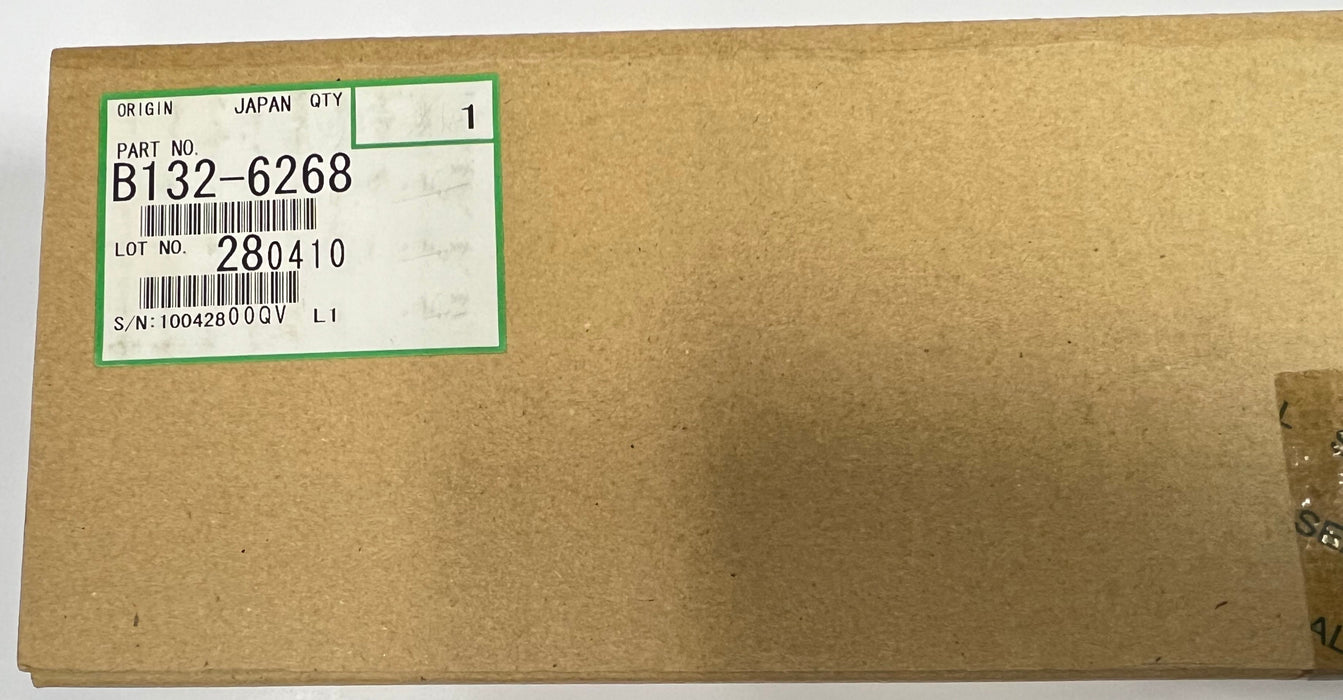 ORIGIN JAPAN QTY 1
PART NO.
B132-6268
LOT NO. 280410
S/N:10042800QV L1